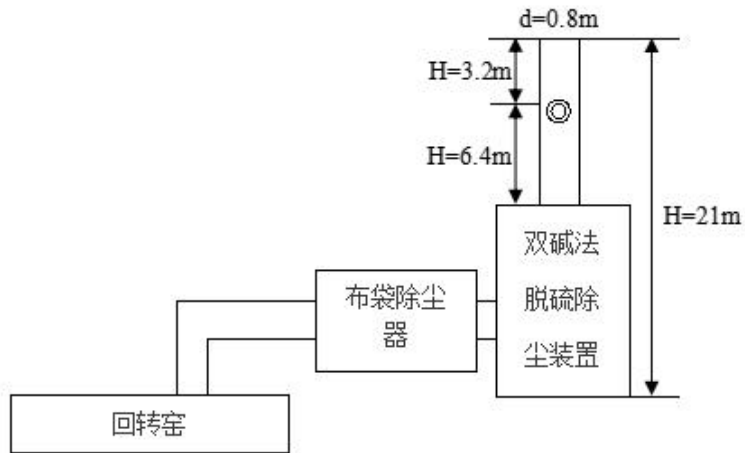 d=0.8m
H=3.2m
H=6.4m
H=21m
双碱法
脱硫除
尘装置
布袋除尘
器
回转窑